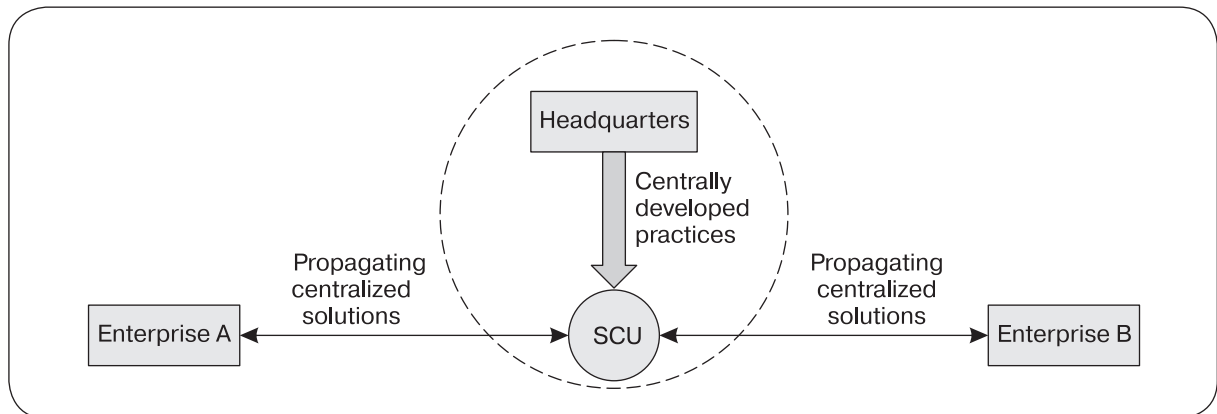 Headquarters
Centrally
developed
practices
Propagating
centralized
solutions
Propagating
centralized
solutions
Enterprise A
SCU
Enterprise B